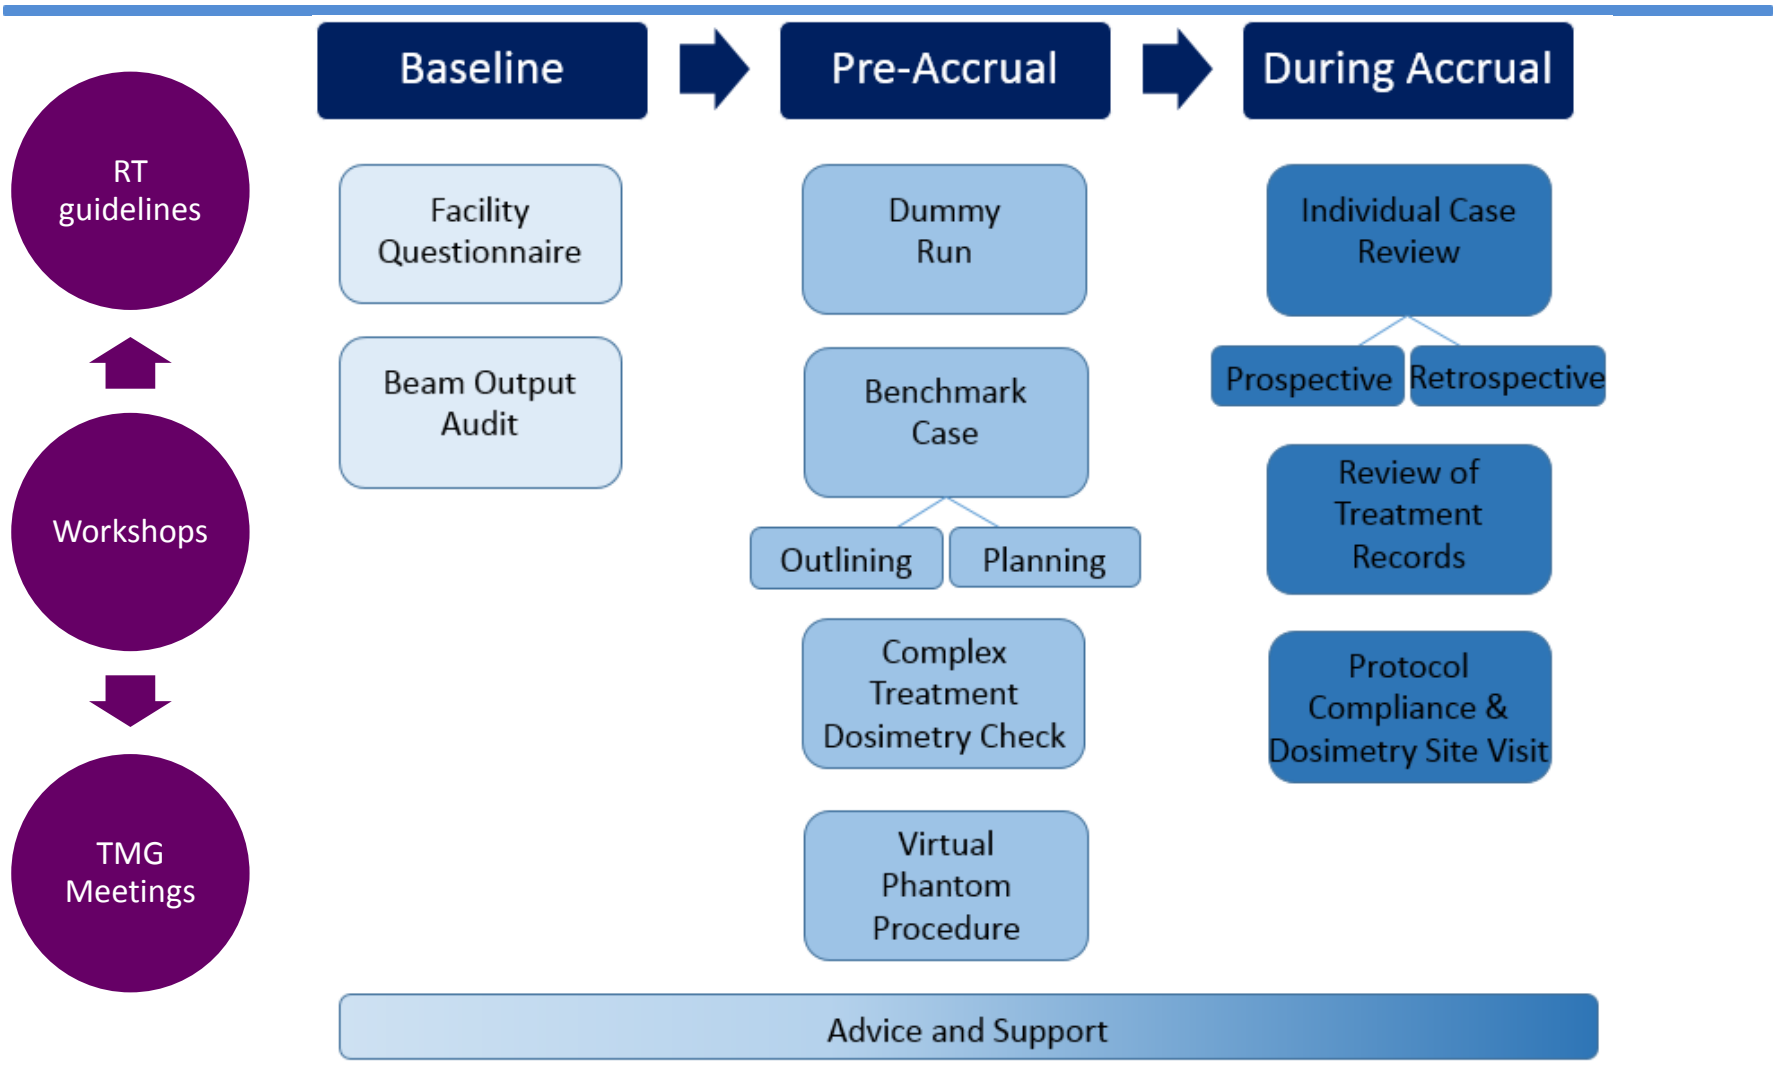 Baseline
Pre-Accrual
During Accrual
RT
guidelines
Workshops
TMG
Meetings
Facility
Questionnaire
Beam Output
Audit
Dummy
Run
Benchmark
Case
Outlining
Planning
Complex
Treatment
Dosimetry Check
Virtual
Phantom
Procedure
Individual Case
Review
Prospective
Retrospective
Review of
Treatment
Records
Protocol
Compliance &
Dosimetry Site Visit
Advice and Support